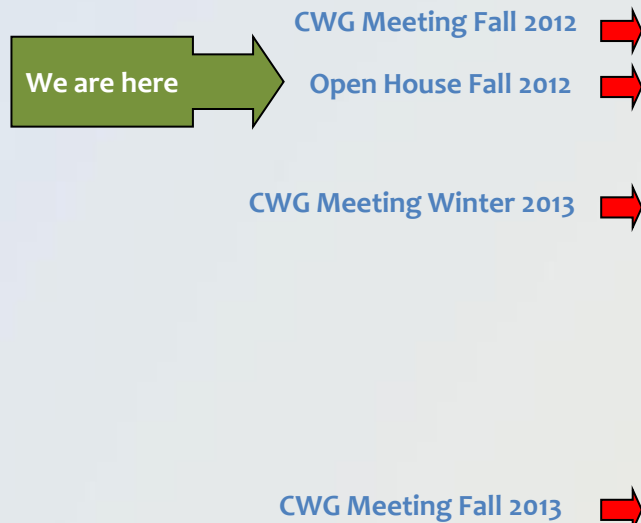 CWG Meeting Fall 2012
We are here
Open House Fall 2012
CWG Meeting Winter 2013
CWG Meeting Fall 2013